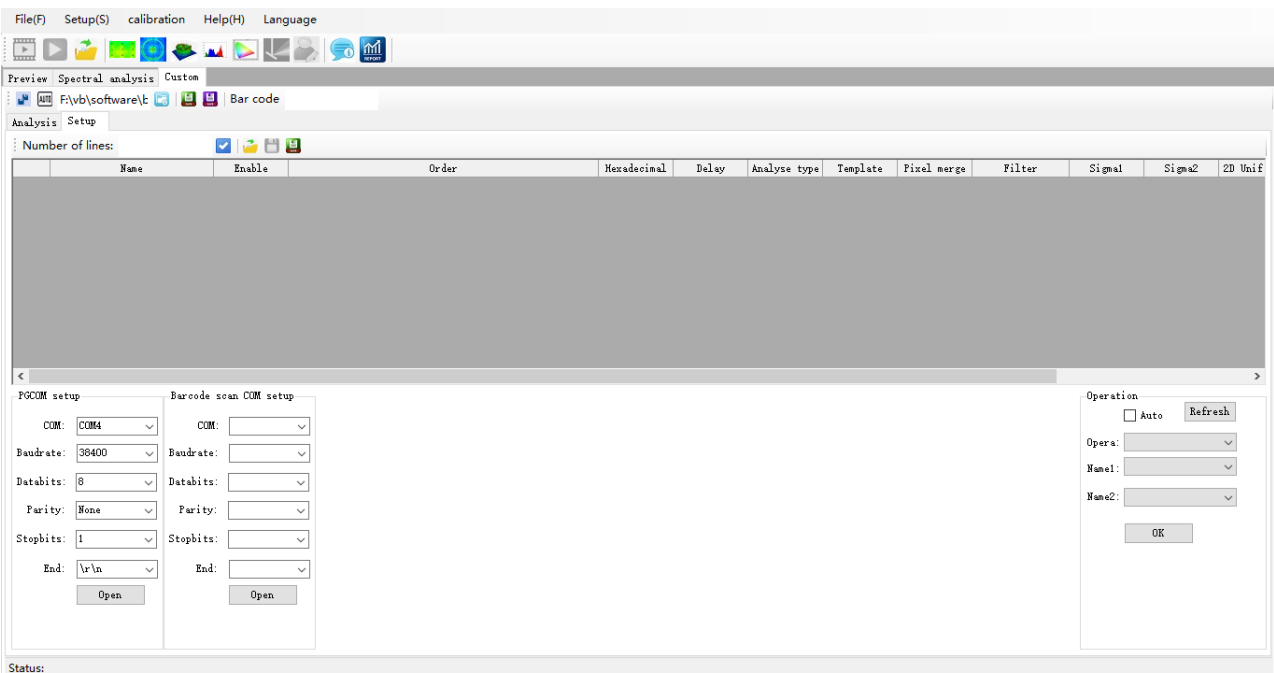 File(F) Setup(S) calibration Help(H) Language
REPORT
Preview Spectral analysis Custom
AUTO F:\vb\software\b Bar code
Analysis Setup
Number of lines:
Name Enable Order Hexadecimal Delay Analyse type Template Pixel merge Filter Sigma1 Sigma2 2D Unif
PGCOM setup Barcode scan COM setup Operation
COM: COM4 COM: Auto Refresh
Baudrate: 38400 Baudrate: Opera:
Name1:
Databits: 8 Databits:
Name2:
Parity: None Parity:
Stopbits: 1 Stopbits: OK
End: \r\n End:
Open Open
Status: